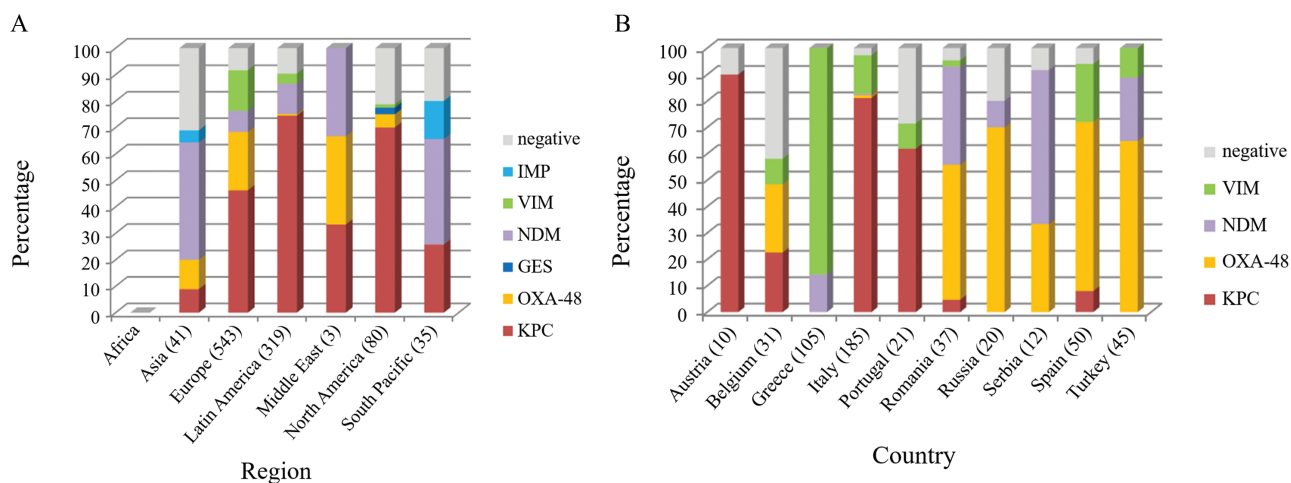 A
Percentage
100
90
80
70
60
50
40
30
20
10
0
Africa
Asia (41)
Europe (543)
Latin America (319)
Middle East (3)
North America (80)
South Pacific (35)
Region
negative
IMP
VIM
NDM
GES
OXA-48
KPC
B
Percentage
100
90
80
70
60
50
40
30
20
10
0
Austria (10)
Belgium (31)
Greece (105)
Italy (185)
Portugal (21)
Romania (37)
Russia (20)
Serbia (12)
Spain (50)
Turkey (45)
Country
negative
VIM
NDM
OXA-48
KPC